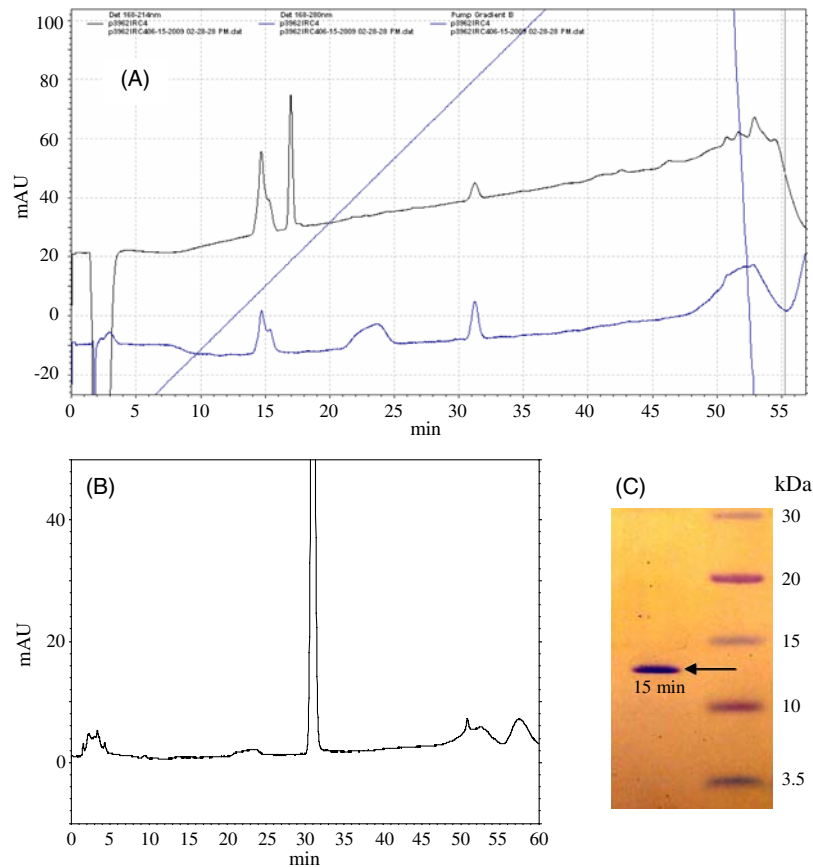 Det 168-214nm
p3962IRC4
p3962IRC406-15-2009 02-28-28 PM.dat
Det 168-280nm
p3962IRC4
p3962IRC406-15-2009 02-28-28 PM.dat
Pump Gradient B
p3962IRC4
p3962IRC406-15-2009 02-28-28 PM.dat
(A)
100
80
60
40
20
0
-20
mAU
0 5 10 15 20 25 30 35 40 45 50 55
min
(B)
40
20
0
mAU
0 5 10 15 20 25 30 35 40 45 50 55 60
min
(C)
kDa
30
20
15
10
3.5
15 min